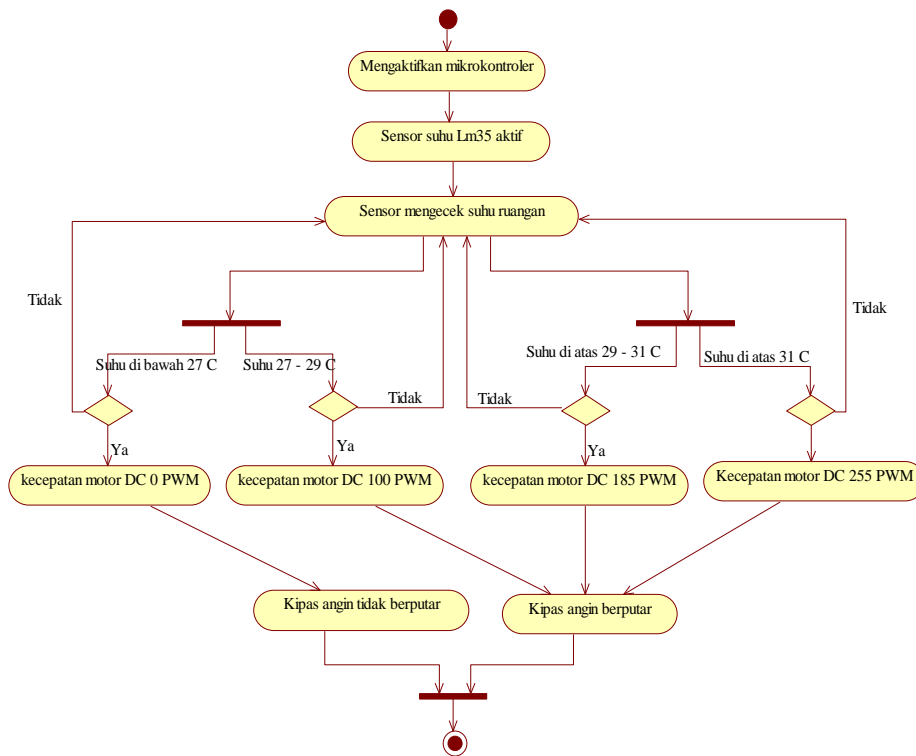 Mengaktifkan mikrokontroler
Sensor suhu Lm35 aktif
Sensor mengecek suhu ruangan
Tidak
Tidak
Suhu di bawah 27 C
Suhu 27 - 29 C
Suhu di atas 29 - 31 C
Suhu di atas 31 C
Tidak
Tidak
Ya
Ya
Ya
kecepatan motor DC 0 PWM
kecepatan motor DC 100 PWM
kecepatan motor DC 185 PWM
Kecepatan motor DC 255 PWM
Kipas angin tidak berputar
Kipas angin berputar